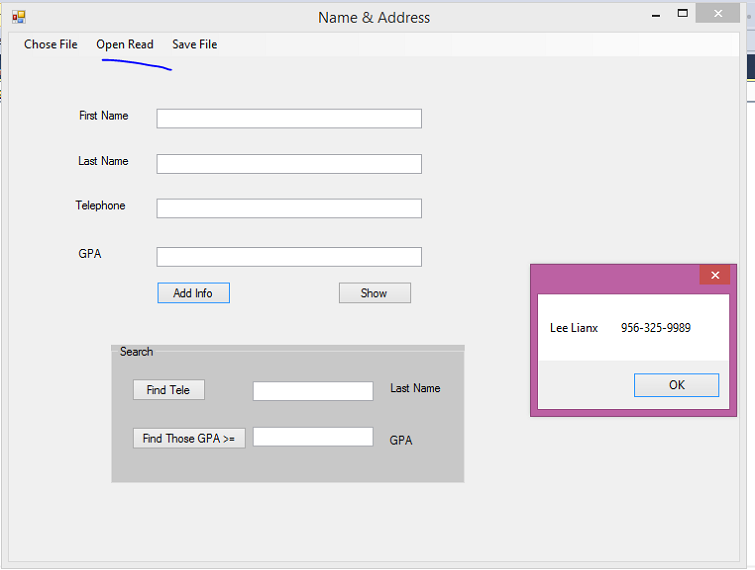 Name & Address
Chose File Open Read Save File
First Name
Last Name
Telephone
GPA
Add Info Show
Lee Lianx 956-325-9989
OK
Search
Find Tele Last Name
Find Those GPA >= GPA